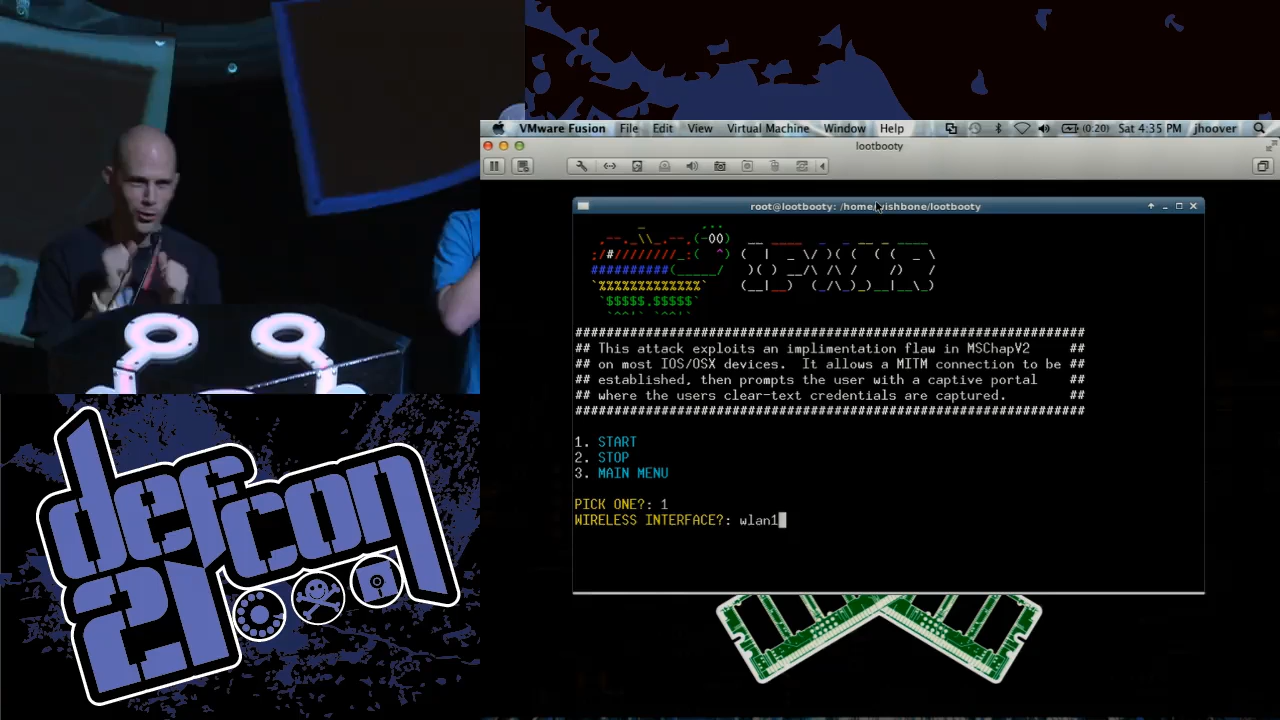 VMware Fusion File Edit View Virtual Machine Window Help (0:20) Sat 4:35 PM jhoover
lootbooty
root@lootbooty: /home/wishbone/lootbooty
################################################################
## This attack exploits an implimentation flaw in MSChapV2 ##
## on most IOS/OSX devices. It allows a MITM connection to be ##
## established, then prompts the user with a captive portal ##
## where the users clear-text credentials are captured. ##
################################################################
1. START
2. STOP
3. MAIN MENU
PICK ONE?: 1
WIRELESS INTERFACE?: wlan1
defcon
21